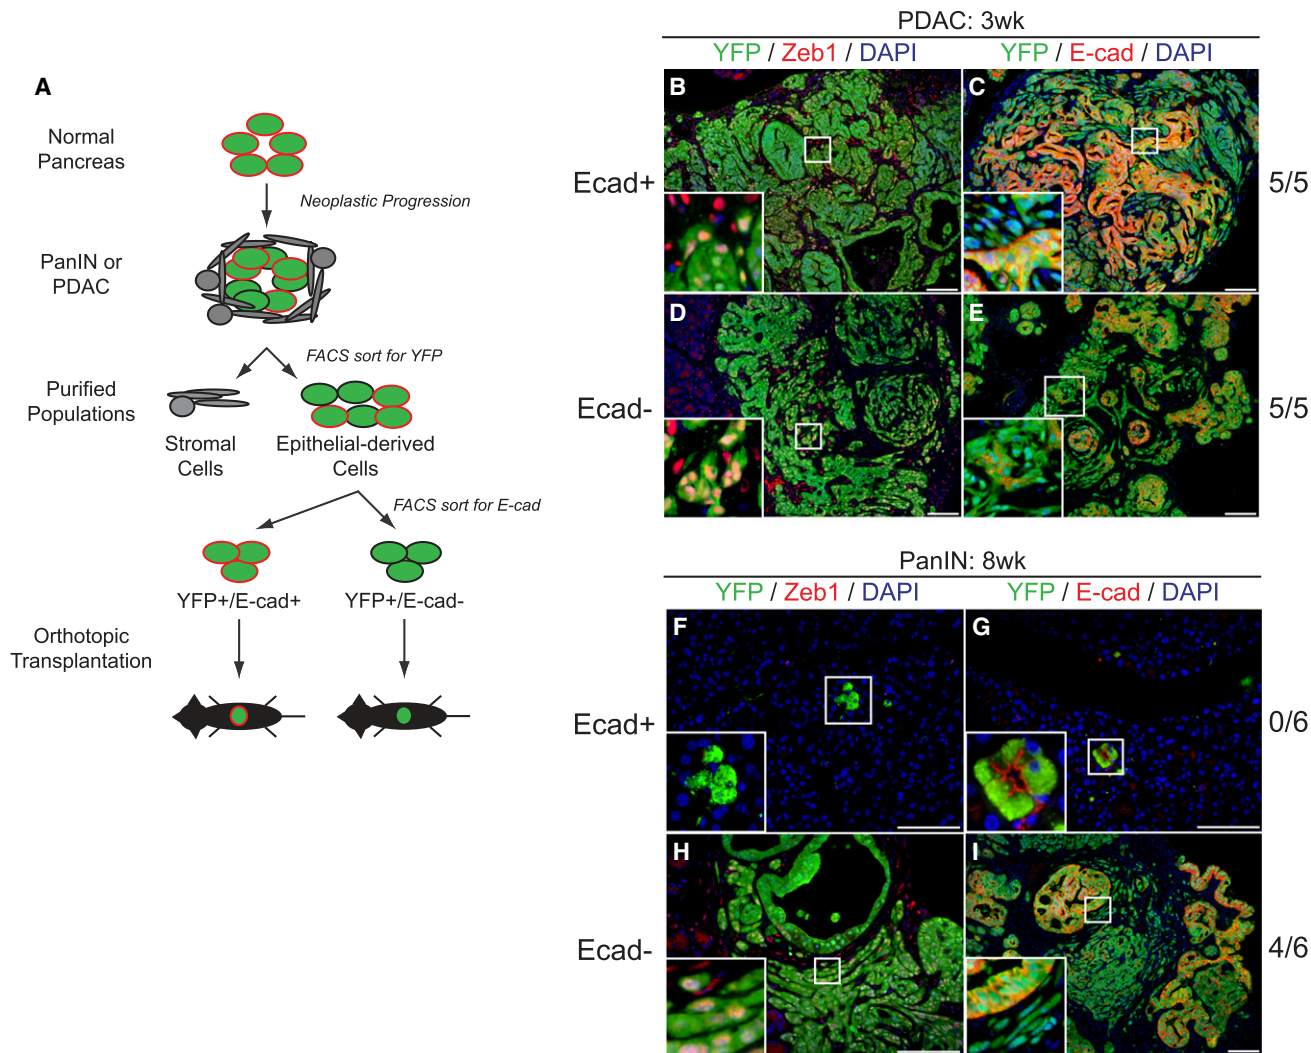 A
Normal
Pancreas
Neoplastic Progression
PanIN or
PDAC
FACS sort for YFP
Purified
Populations
Stromal
Cells
Epithelial-derived
Cells
FACS sort for E-cad
YFP+/E-cad+
YFP+/E-cad-
Orthotopic
Transplantation
PDAC: 3wk
YFP / Zeb1 / DAPI
YFP / E-cad / DAPI
B
C
Ecad+
5/5
D
E
Ecad-
5/5
PanIN: 8wk
YFP / Zeb1 / DAPI
YFP / E-cad / DAPI
F
G
Ecad+
0/6
H
I
Ecad-
4/6